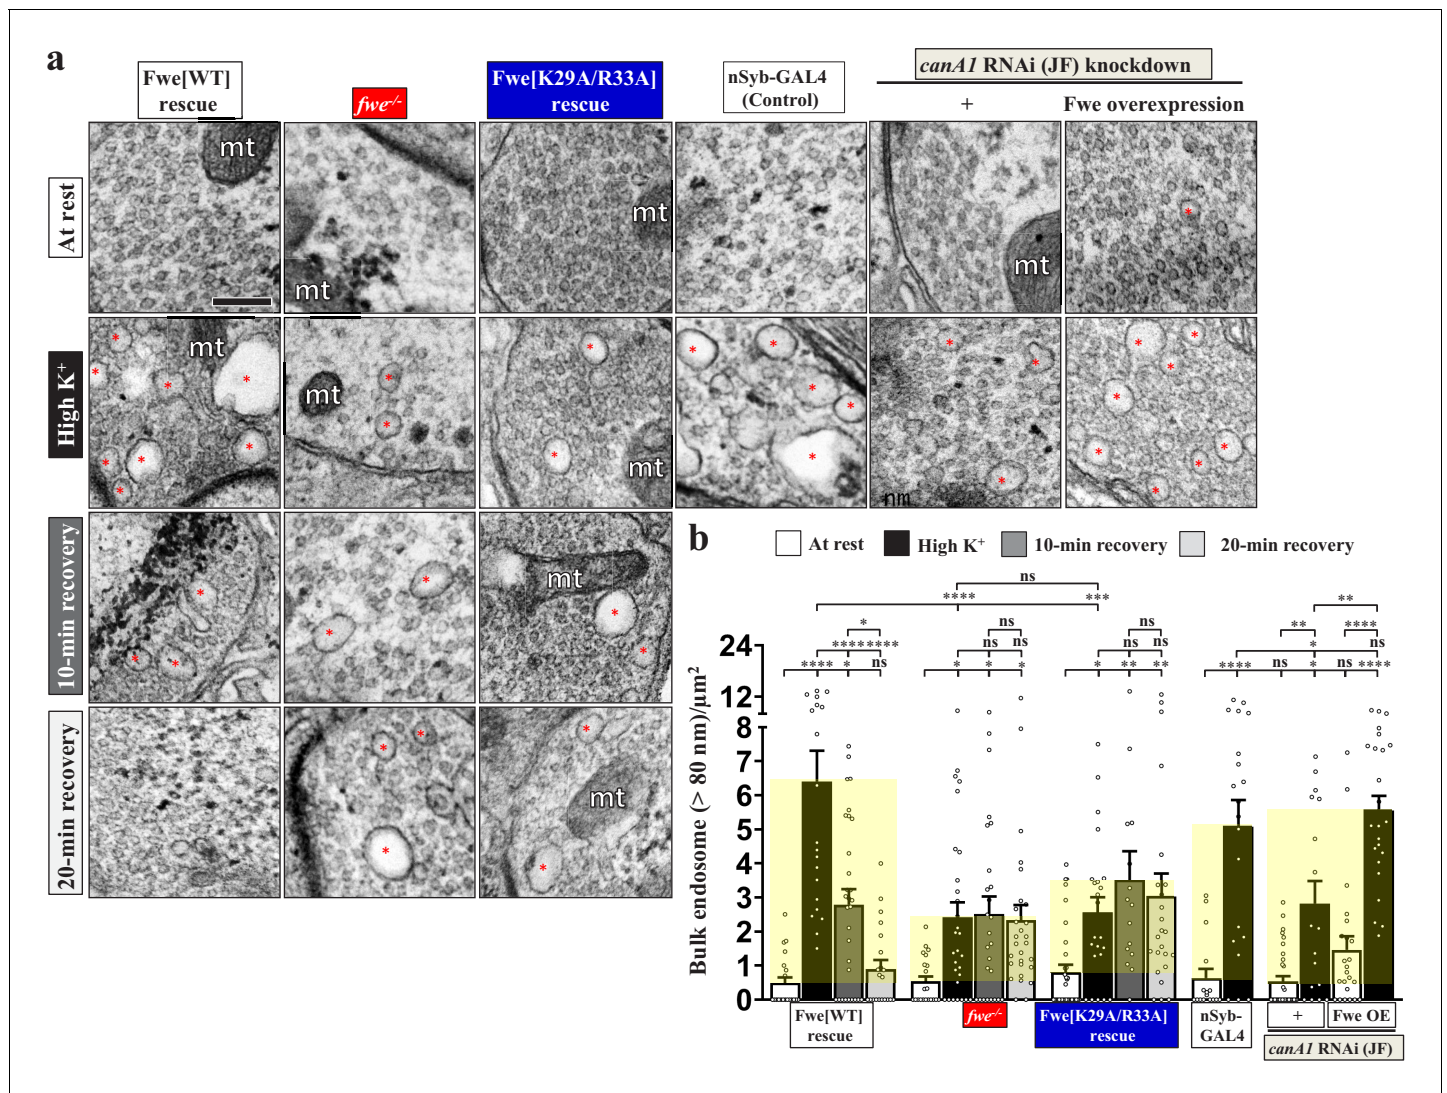 a
Fwe[WT]
rescue
fwe-/-
Fwe[K29A/R33A]
rescue
nSyb-GAL4
(Control)
canA1 RNAi (JF) knockdown
+
Fwe overexpression
At rest
mt
mt
mt
mt
*
High K+
* * * * * * * * mt
mt * *
* * mt
* * * * * *
* * * nm
* * * * * * * *
10-min recovery
* * *
* *
mt * *
20-min recovery
* * *
* mt *
b
At rest
High K+
10-min recovery
20-min recovery
ns
**** ***
**
* ns ns ** ****
******** ns ns ns ns * ns
**** * ns * * * * ** ** **** ns * ns ****
Bulk endosome (> 80 nm)/µm2
24
12
8
7
6
5
4
3
2
1
0
Fwe[WT]
rescue
fwe-/-
Fwe[K29A/R33A]
rescue
nSyb-
GAL4
+
Fwe OE
canA1 RNAi (JF)